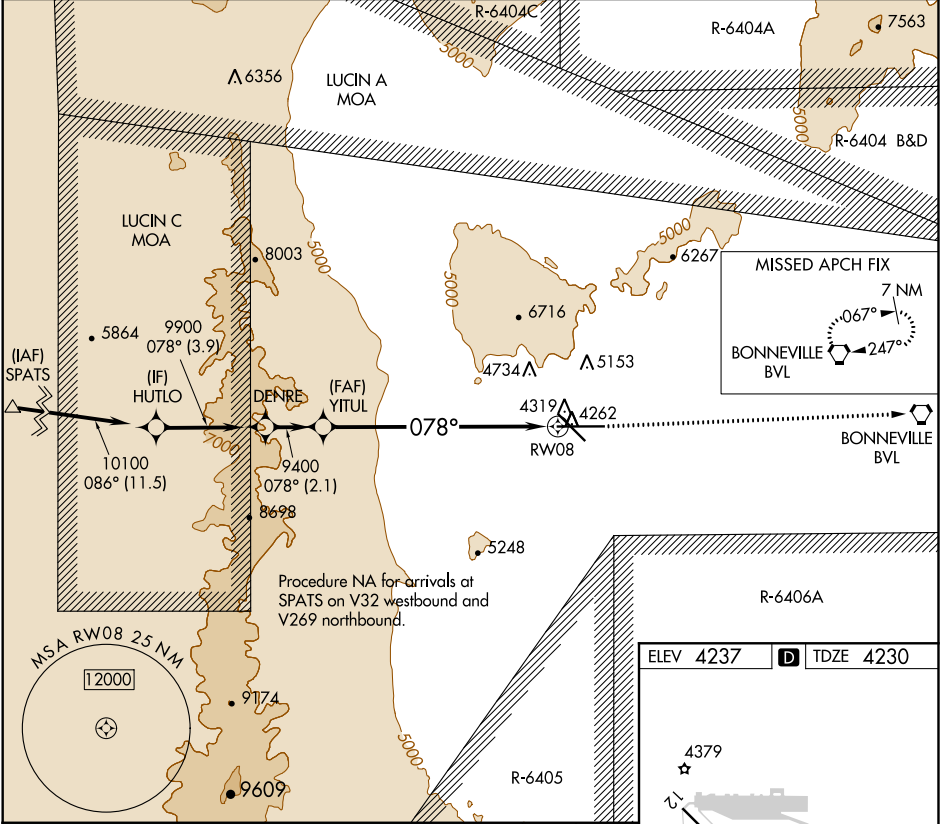 R-6404C
R-6404A
7563
6356
LUCIN A
MOA
5000
5000
R-6404 B&D
LUCIN C
MOA
5000
8003
5000
5000
6267
MISSED APCH FIX
7 NM
067°
247°
BONNEVILLE
BVL
6716
5864
9900
078° (3.9)
4734
5153
(IAF)
SPATS
(IF)
HUTLO
DENRE
(FAF)
YITUL
4319
4262
078°
RW08
BONNEVILLE
BVL
7000
10100
086° (11.5)
9400
078° (2.1)
8698
5248
Procedure NA for arrivals at
SPATS on V32 westbound and
V269 northbound.
R-6406A
MSA RW08 25 NM
12000
ELEV 4237
D
TDZE 4230
9174
5000
4379
R-6405
9609
12